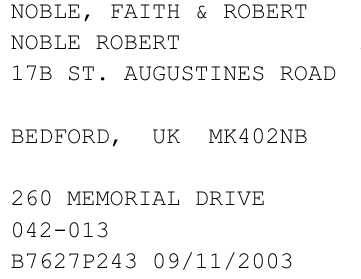 NOBLE, FAITH & ROBERT
NOBLE ROBERT
17B ST. AUGUSTINES ROAD
BEDFORD, UK MK402NB
260 MEMORIAL DRIVE
042-013
B7627P243 09/11/2003